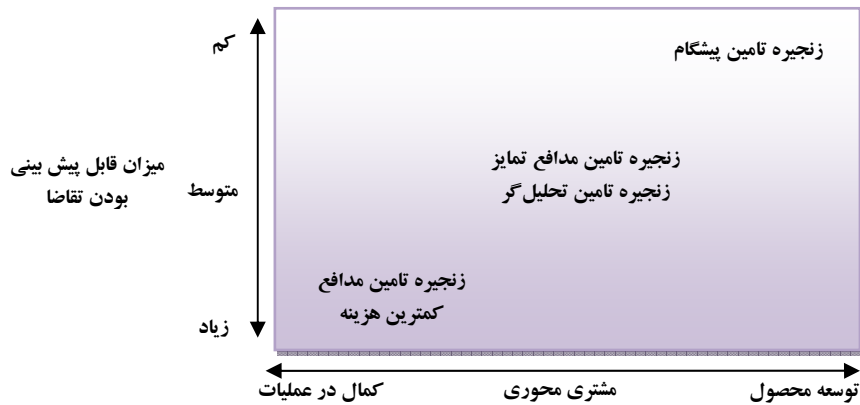 کم
زنجیره تامین پیشگام
میزان قابل پیش بینی
بودن تقاضا
متوسط
زنجیره تامین مدافع تمایز
زنجیره تامین تحلیل‌گر
زنجیره تامین مدافع
کمترین هزینه
زیاد
توسعه محصول
مشتری محوری
کمال در عملیات